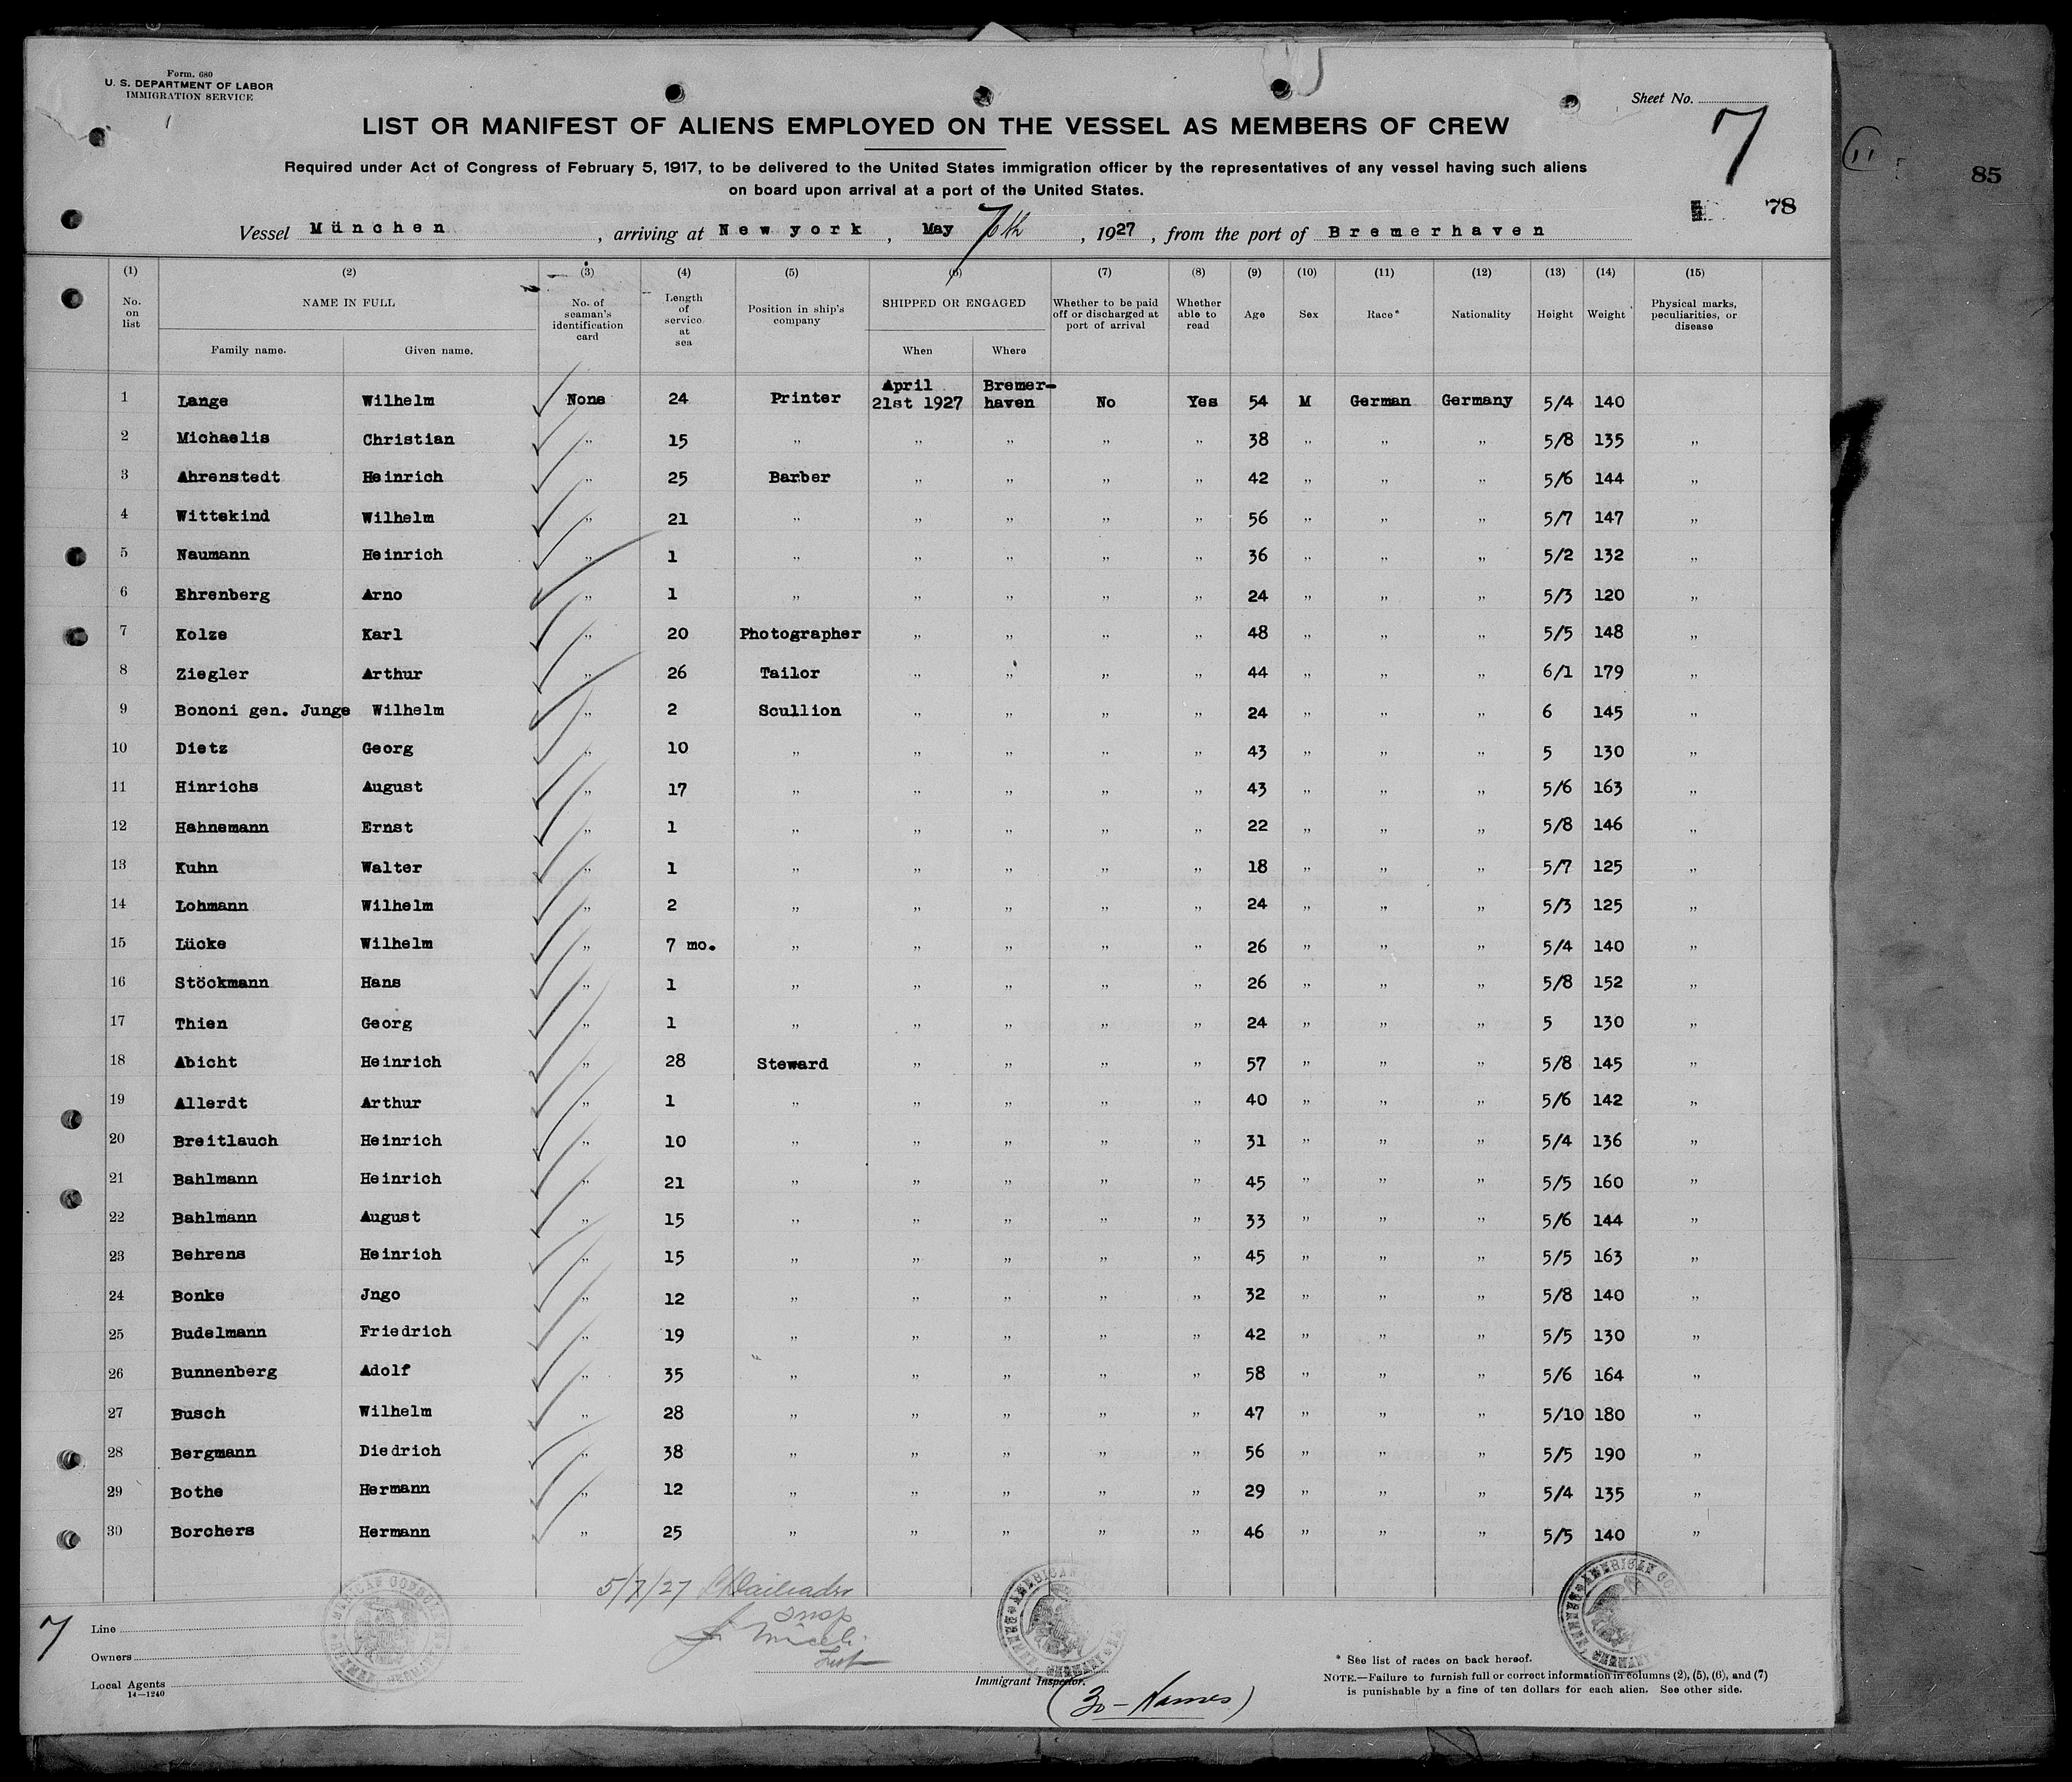 Form. 680
U. S. DEPARTMENT OF LABOR
IMMIGRATION SERVICE
Sheet No. 7
LIST OR MANIFEST OF ALIENS EMPLOYED ON THE VESSEL AS MEMBERS OF CREW
Required under Act of Congress of February 5, 1917, to be delivered to the United States immigration officer by the representatives of any vessel having such aliens
on board upon arrival at a port of the United States.
85
78
Vessel München, arriving at New york, May 7th, 1927, from the port of Bremerhaven
(1) (2) (3) (4) (5) (6) (7) (8) (9) (10) (11) (12) (13) (14) (15)
No. on list NAME IN FULL Family name. Given name. No. of seaman's identification card Length of service at sea Position in ship's company SHIPPED OR ENGAGED When Where Whether to be paid off or discharged at port of arrival Whether able to read Age Sex Race* Nationality Height Weight Physical marks, peculiarities, or disease
1 Lange Wilhelm None 24 Printer April 21st 1927 Bremer-haven No Yes 54 M German Germany 5/4 140
2 Michaelis Christian " 15 " " " " " 38 " " " 5/8 135 "
3 Ahrenstedt Heinrich " 25 Barber " " " " 42 " " " 5/6 144 "
4 Wittekind Wilhelm " 21 " " " " " 56 " " " 5/7 147 "
5 Naumann Heinrich " 1 " " " " " 36 " " " 5/2 132 "
6 Ehrenberg Arno " 1 " " " " " 24 " " " 5/3 120 "
7 Kolze Karl " 20 Photographer " " " " 48 " " " 5/5 148 "
8 Ziegler Arthur " 26 Tailor " " " " 44 " " " 6/1 179 "
9 Bononi gen. Junge Wilhelm " 2 Scullion " " " " 24 " " " 6 145 "
10 Dietz Georg " 10 " " " " " 43 " " " 5 130 "
11 Hinrichs August " 17 " " " " " 43 " " " 5/6 163 "
12 Hahnemann Ernst " 1 " " " " " 22 " " " 5/8 146 "
13 Kuhn Walter " 1 " " " " " 18 " " " 5/7 125 "
14 Lohmann Wilhelm " 2 " " " " " 24 " " " 5/3 125 "
15 Lücke Wilhelm " 7 mo. " " " " " 26 " " " 5/4 140 "
16 Stöckmann Hans " 1 " " " " " 26 " " " 5/8 152 "
17 Thien Georg " 1 " " " " " 24 " " " 5 130 "
18 Abicht Heinrich " 28 Steward " " " " 57 " " " 5/8 145 "
19 Allerdt Arthur " 1 " " " " " 40 " " " 5/6 142 "
20 Breitlauch Heinrich " 10 " " " " " 31 " " " 5/4 136 "
21 Bahlmann Heinrich " 21 " " " " " 45 " " " 5/5 160 "
22 Bahlmann August " 15 " " " " " 33 " " " 5/6 144 "
23 Behrens Heinrich " 15 " " " " " 45 " " " 5/5 163 "
24 Bonke Jngo " 12 " " " " " 32 " " " 5/8 140 "
25 Budelmann Friedrich " 19 " " " " " 42 " " " 5/5 130 "
26 Bunnenberg Adolf " 35 " " " " " 58 " " " 5/6 164 "
27 Busch Wilhelm " 28 " " " " " 47 " " " 5/10 180 "
28 Bergmann Diedrich " 38 " " " " " 56 " " " 5/5 190 "
29 Bothe Hermann " 12 " " " " " 29 " " " 5/4 135 "
30 Borchers Hermann " 25 " " " " " 46 " " " 5/5 140 "
5/7/27
Insp
7
Line
Owners
Local Agents
14—1240
Immigrant Inspector.
(30 - Names)
* See list of races on back hereof.
NOTE.—Failure to furnish full or correct information in columns (2), (5), (6), and (7)
is punishable by a fine of ten dollars for each alien. See other side.